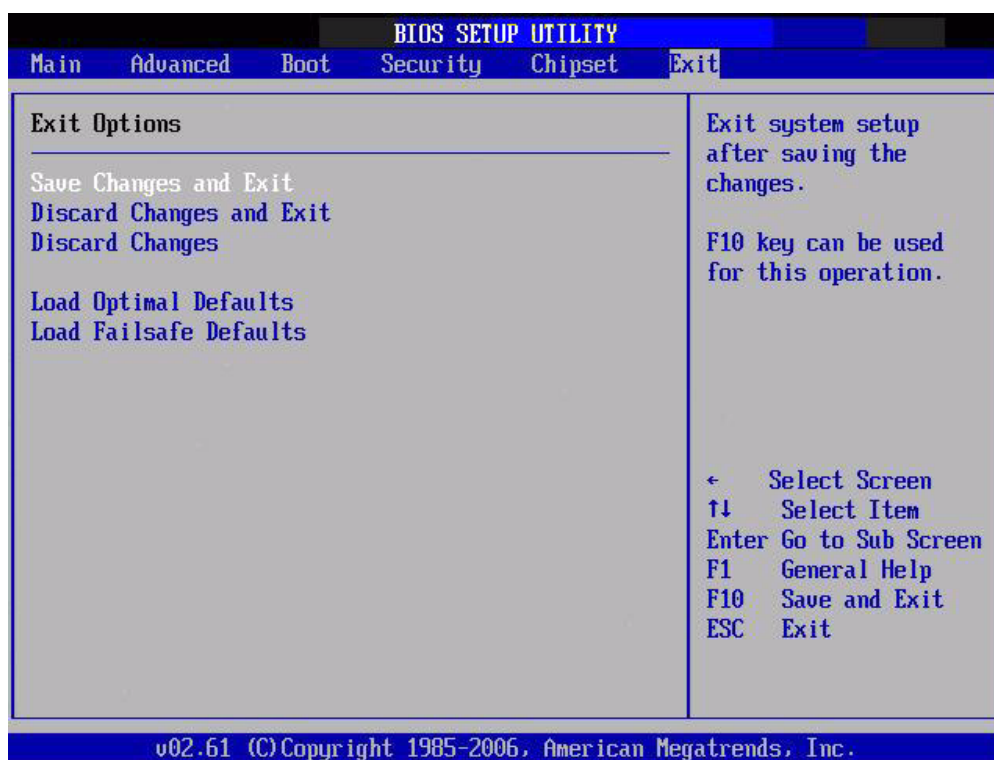 BIOS SETUP UTILITY
Main Advanced Boot Security Chipset Exit
Exit Options
Save Changes and Exit
Discard Changes and Exit
Discard Changes
Load Optimal Defaults
Load Failsafe Defaults
Exit system setup
after saving the
changes.
F10 key can be used
for this operation.
← Select Screen
↑↓ Select Item
Enter Go to Sub Screen
F1 General Help
F10 Save and Exit
ESC Exit
v02.61 (C)Copyright 1985-2006, American Megatrends, Inc.